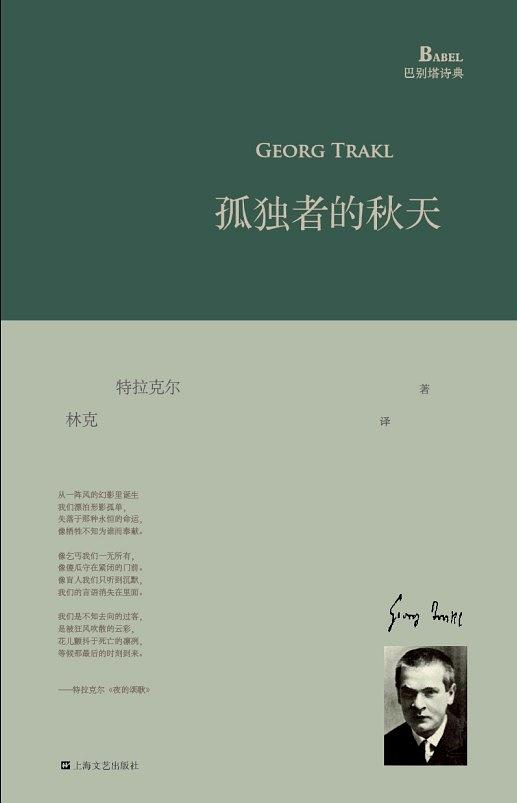 BABEL
巴别塔诗典
GEORG TRAKL
孤独者的秋天
特拉克尔 著
林克 译
从一阵风的幻影里诞生
我们漂泊形影孤单,
失落于那种永恒的命运,
像牺牲不知为谁而奉献。
像乞丐我们一无所有,
像傻瓜守在紧闭的门前。
像盲人我们只听到沉默,
我们的言语消失在里面。
我们是不知去向的过客,
是被狂风吹散的云彩,
花儿颤抖于死亡的凛冽,
等候那最后的时刻到来。
——特拉克尔《夜的颂歌》
Georg Trakl
上海文艺出版社